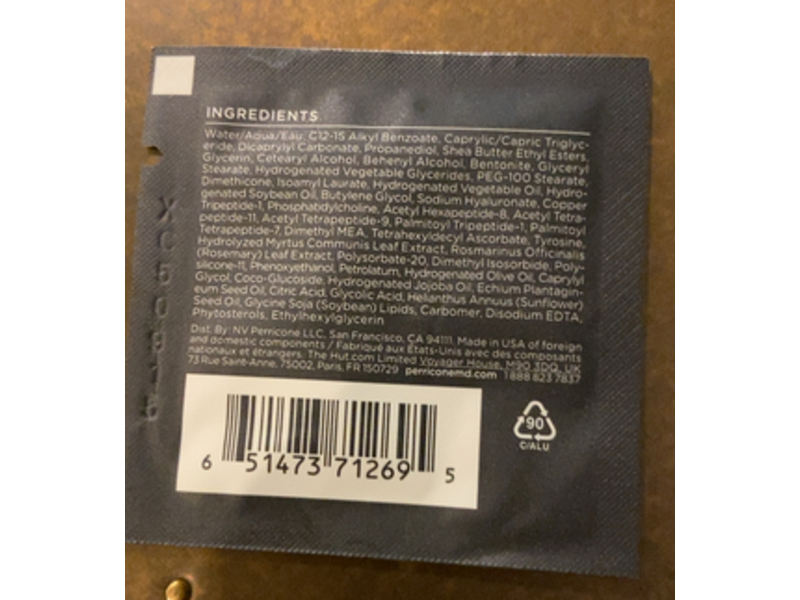 INGREDIENTS
Water/Aqua/Eau, C12-15 Alkyl Benzoate, Caprylic/Capric Triglyc-
eride, Dicaprylyl Carbonate, Propanediol, Shea Butter Ethyl Esters,
Glycerin, Cetearyl Alcohol, Behenyl Alcohol, Bentonite, Glyceryl
Stearate, Hydrogenated Vegetable Glycerides, PEG-100 Stearate,
Dimethicone, Isoamyl Laurate, Hydrogenated Vegetable Oil, Hydro-
genated Soybean Oil, Butylene Glycol, Sodium Hyaluronate, Copper
Tripeptide-1, Phosphatidylcholine, Acetyl Hexapeptide-8, Acetyl Tetra-
peptide-11, Acetyl Tetrapeptide-9, Palmitoyl Tripeptide-1, Palmitoyl
Tetrapeptide-7, Dimethyl MEA, Tetrahexyldecyl Ascorbate, Tyrosine,
Hydrolyzed Myrtus Communis Leaf Extract, Rosmarinus Officinalis
(Rosemary) Leaf Extract, Polysorbate-20, Dimethyl Isosorbide, Poly-
silicone-11, Phenoxyethanol, Petrolatum, Hydrogenated Olive Oil, Caprylyl
Glycol, Coco-Glucoside, Hydrogenated Jojoba Oil, Echium Plantagin-
eum Seed Oil, Citric Acid, Glycolic Acid, Helianthus Annuus (Sunflower)
Seed Oil, Glycine Soja (Soybean) Lipids, Carbomer, Disodium EDTA,
Phytosterols, Ethylhexylglycerin
Dist. By: NV Perricone LLC, San Francisco, CA 94111. Made in USA of foreign
and domestic components / Fabriqué aux États-Unis avec des composants
nationaux et étrangers. The Hut.com Limited Voyager House, M90 3DQ, UK
73 Rue Saint-Anne, 75002, Paris, FR 150729 perriconemd.com 1 888 823 7837
6 51473 71269 5
90
C/ALU